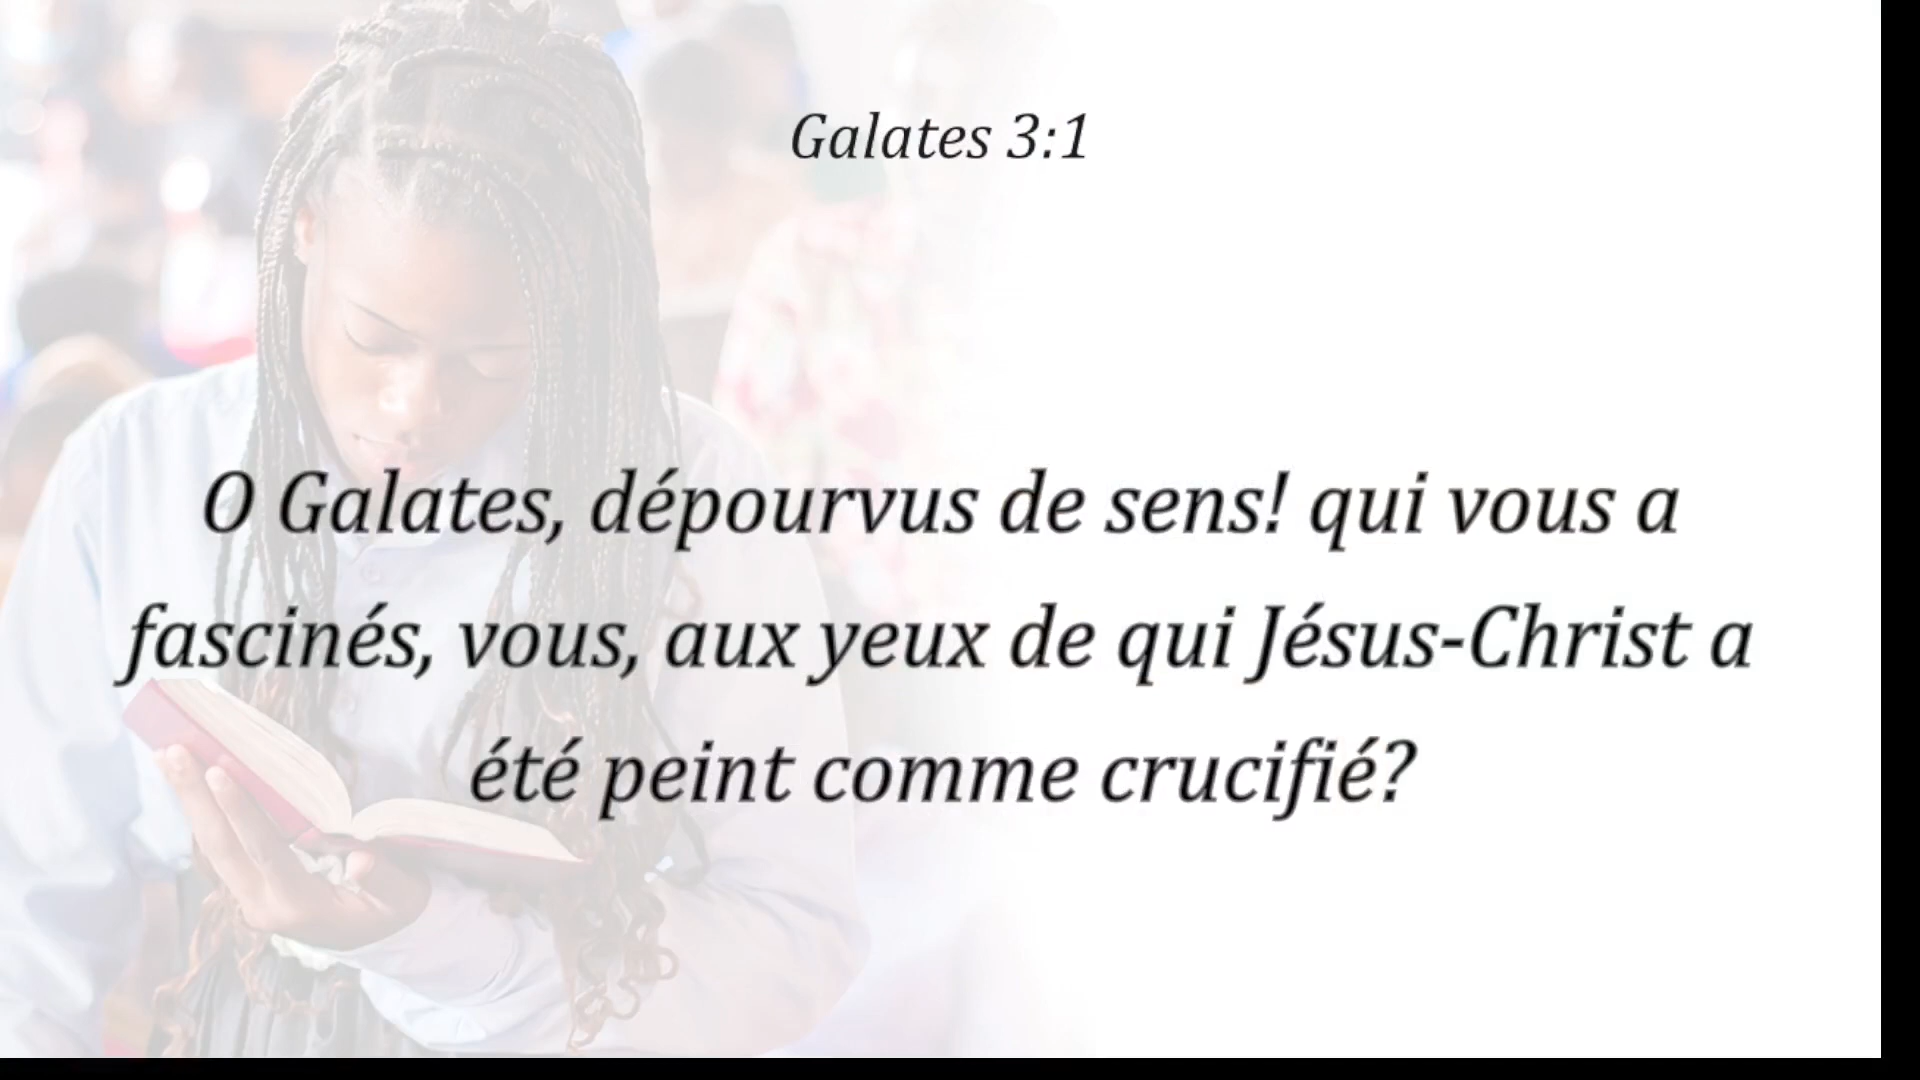 Galates 3:1
O Galates, dépourvus de sens! qui vous a
fascinés, vous, aux yeux de qui Jésus-Christ a
été peint comme crucifié?